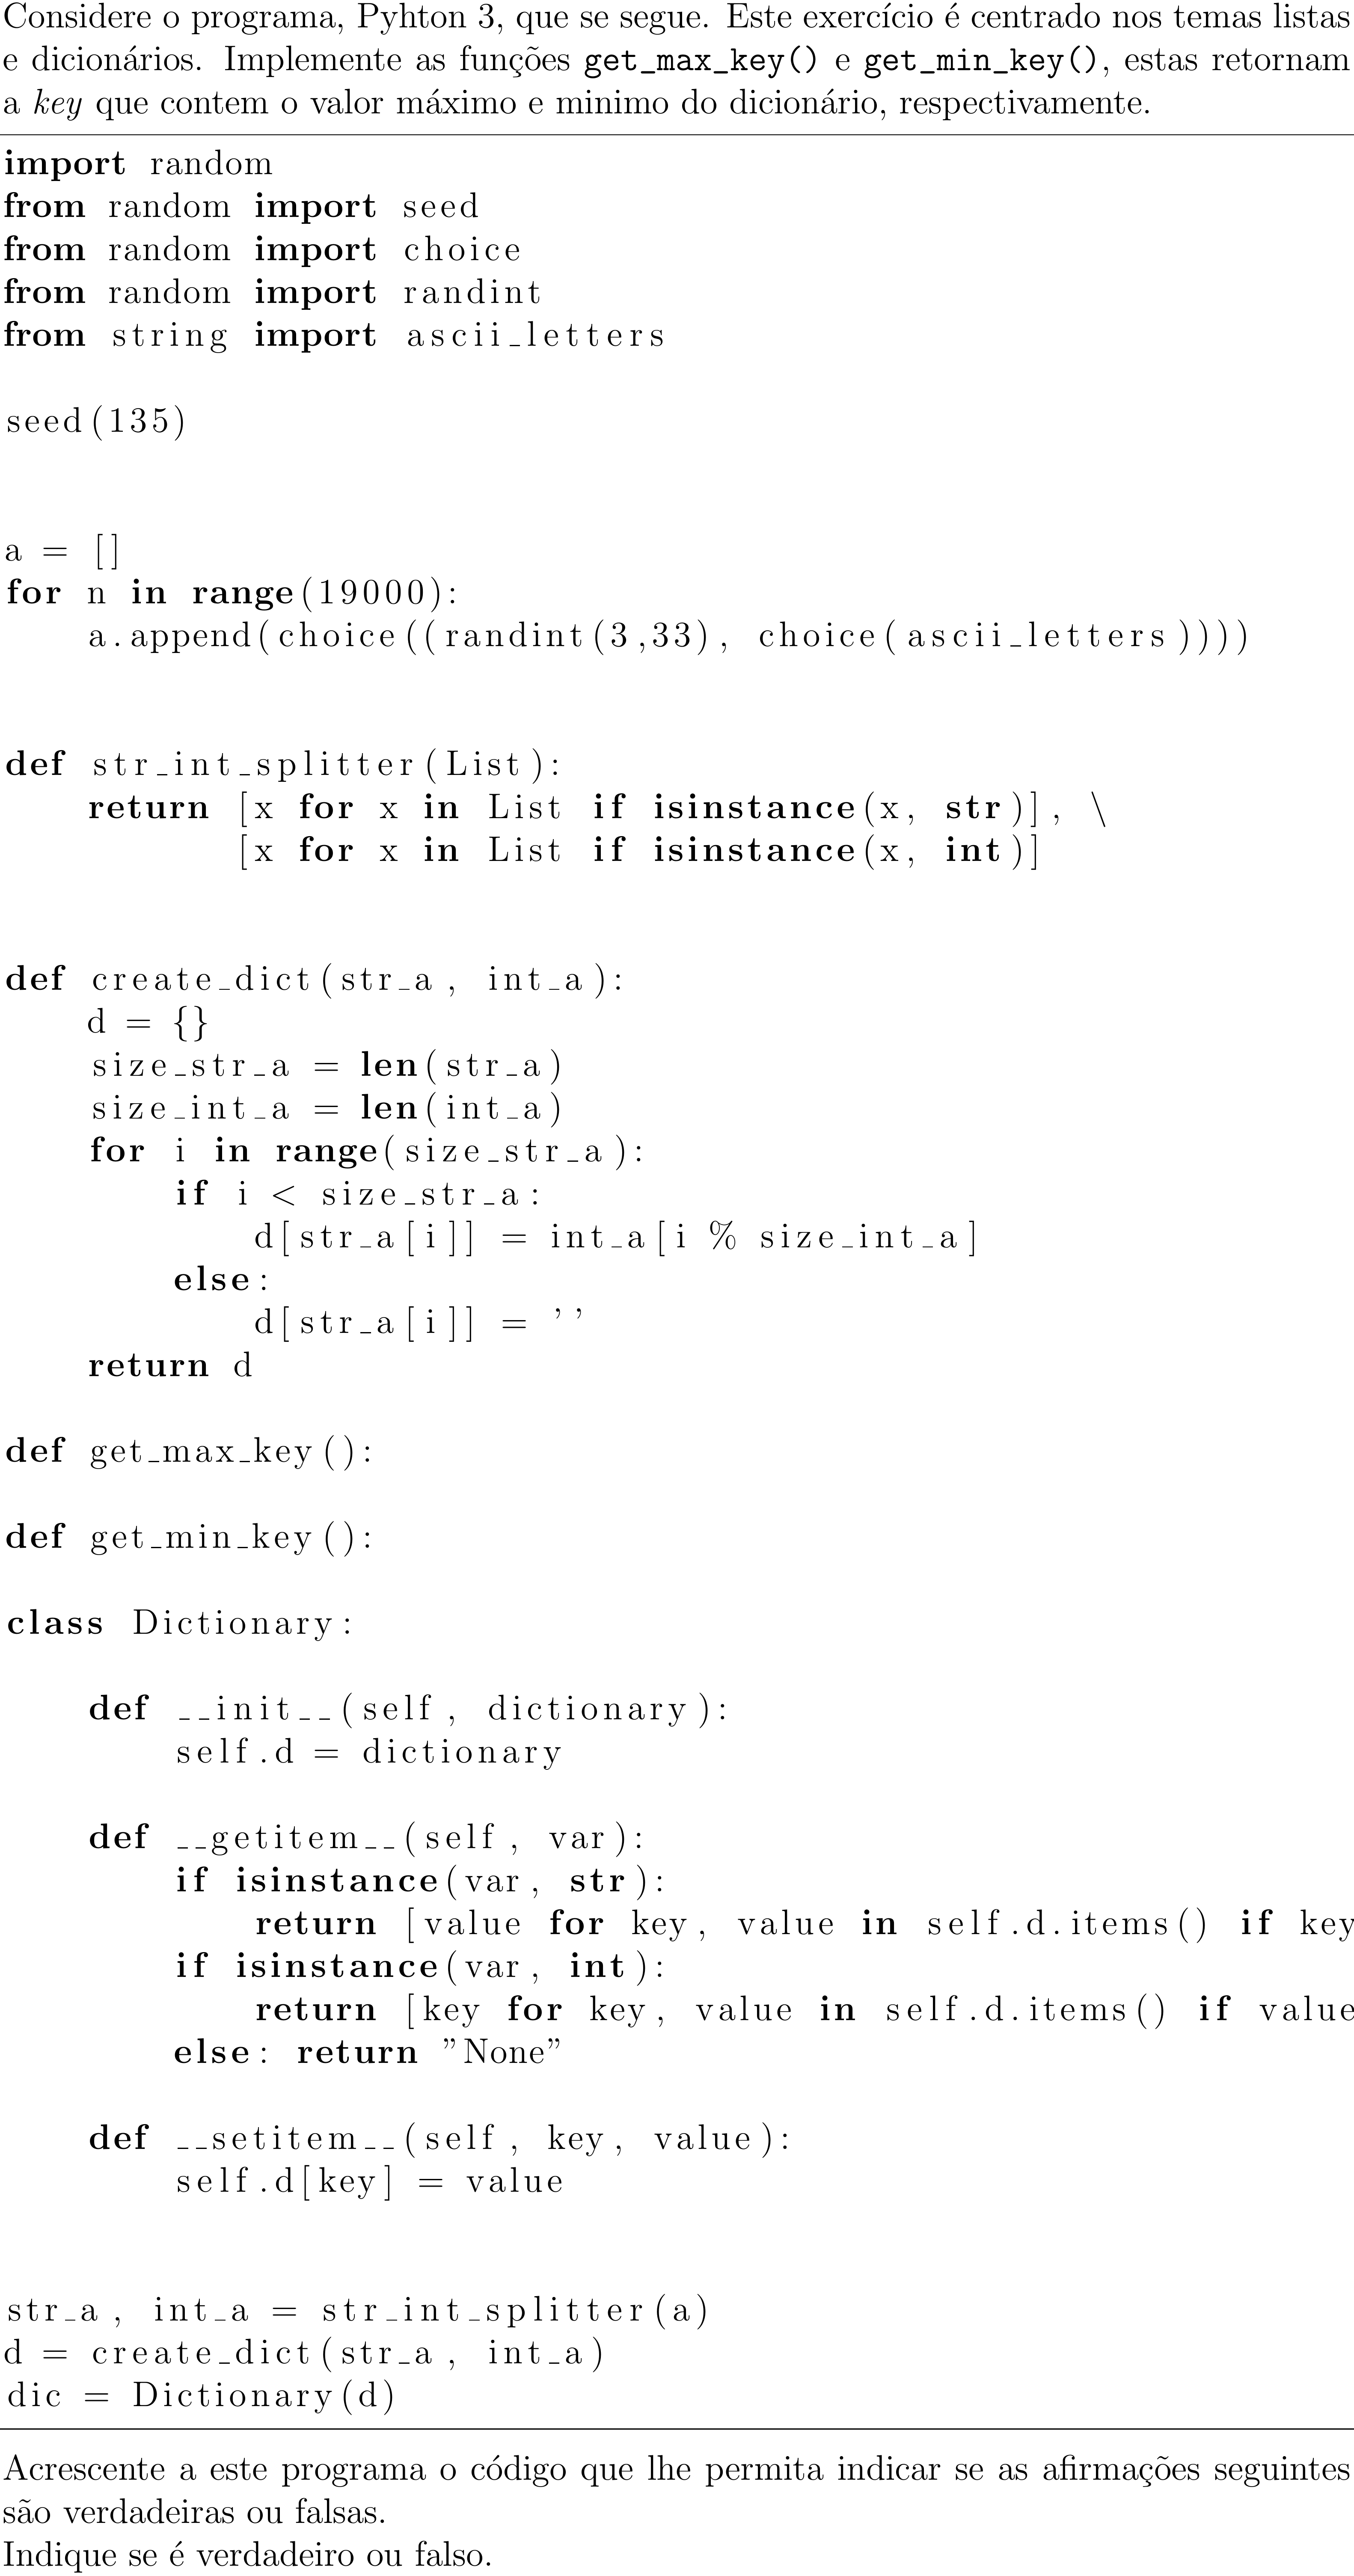 Considere o programa, Pyhton 3, que se segue. Este exercício é centrado nos temas listas
e dicionários. Implemente as funções get_max_key() e get_min_key(), estas retornam
a key que contem o valor máximo e minimo do dicionário, respectivamente.
import random
from random import seed
from random import choice
from random import randint
from string import ascii_letters
seed(135)
a = []
for n in range(19000):
    a.append(choice((randint(3,33), choice(ascii_letters))))
def str_int_splitter(List):
    return [x for x in List if isinstance(x, str)], \
           [x for x in List if isinstance(x, int)]
def create_dict(str_a, int_a):
    d = {}
    size_str_a = len(str_a)
    size_int_a = len(int_a)
    for i in range(size_str_a):
        if i < size_str_a:
            d[str_a[i]] = int_a[i % size_int_a]
        else:
            d[str_a[i]] = ’’
    return d
def get_max_key():
def get_min_key():
class Dictionary:
    def __init__(self, dictionary):
        self.d = dictionary
    def __getitem__(self, var):
        if isinstance(var, str):
            return [value for key, value in self.d.items() if key
        if isinstance(var, int):
            return [key for key, value in self.d.items() if value
        else: return ”None”
    def __setitem__(self, key, value):
        self.d[key] = value
str_a, int_a = str_int_splitter(a)
d = create_dict(str_a, int_a)
dic = Dictionary(d)
Acrescente a este programa o código que lhe permita indicar se as afirmações seguintes
são verdadeiras ou falsas.
Indique se é verdadeiro ou falso.